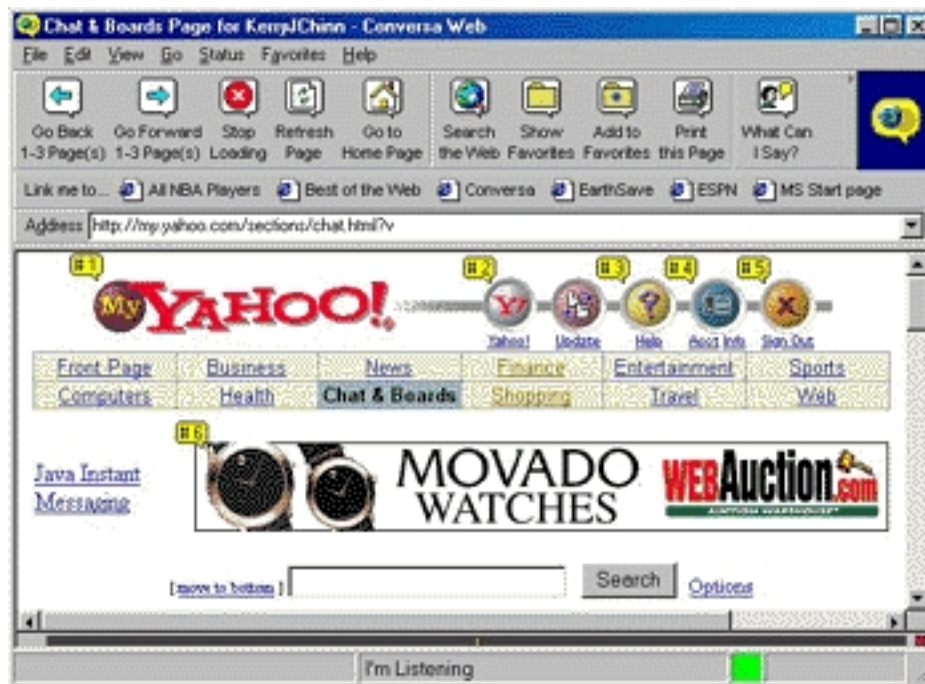 Chat & Boards Page for KempJChinn - Conversa Web
File Edit View Go Status Favorites Help
Go Back Go Forward Stop Refresh Go to Search Show Add to Print What Can
1-3 Page(s) 1-3 Page(s) Loading Page Home Page the Web Favorites Favorites this Page I Say?
Link me to... All NBA Players Best of the Web Conversa EarthSave ESPN MS Start page
Address http://my.yahoo.com/sections/chat.html?v
#1 #2 #3 #4 #5
My YAHOO! Y!
Yahoo! Update Help Acct Info Sign Out
Front Page Business News Finance Entertainment Sports
Computers Health Chat & Boards Shopping Travel Web
#6
Java Instant
Messaging
MOVADO
WATCHES
WEBAuction.com
AUCTION WAREHOUSE
[move to bottom] Search Options
I'm Listening